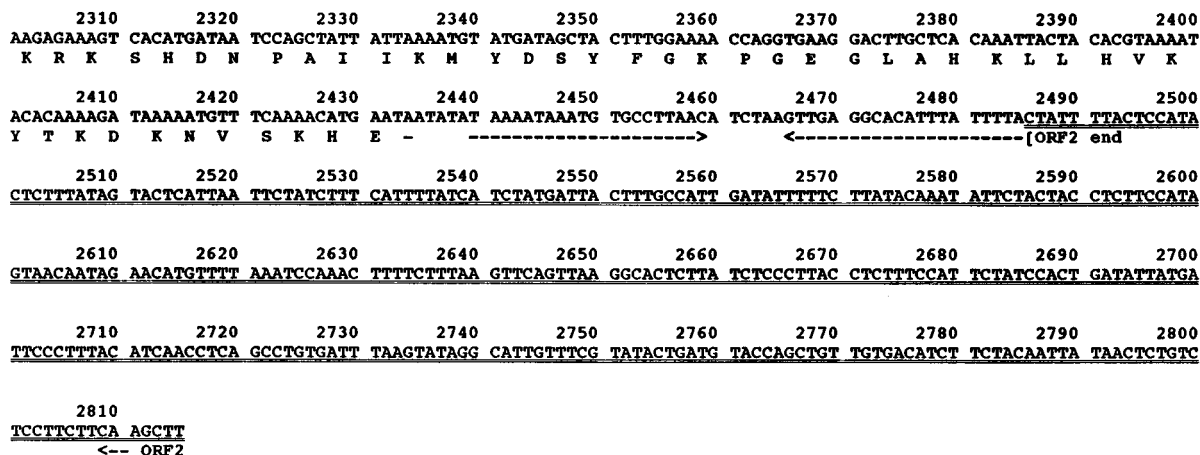 2310 2320 2330 2340 2350 2360 2370 2380 2390 2400
AAGAGAAAGT CACATGATAA TCCAGCTATT ATTAAAATGT ATGATAGCTA CTTTGGAAAA CCAGGTGAAG GACTTGCTCA CAAATTACTA CACGTAAAAT
K R K S H D N P A I I K M Y D S Y F G K P G E G L A H K L L H V K
2410 2420 2430 2440 2450 2460 2470 2480 2490 2500
ACACAAAAGA TAAAAATGTT TCAAAACATG AATAATATAT TAAAATAAATG TGCCTTAACA TCTAAGTTGA GGCACATTTA TTTTACTATT TTACTCCATA
Y T K D K N V S K H E - -------------------> <-------------------- [ORF2 end
2510 2520 2530 2540 2550 2560 2570 2580 2590 2600
CTCTTTATAG TACTCATTAA TTCTATCTTT CATTTTATCA TCTATGATTA CTTTGCCATT GATATTTTTC TTATACAAAT ATTCTACTAC CTCTTCCATA
2610 2620 2630 2640 2650 2660 2670 2680 2690 2700
GTAACAATAG AACATGTTTT AAATCCAAAC TTTTCTTTAA GTTCAGTTAA GGCACTCTTA TCTCCCTTAC CTCTTTCCAT TCTATCCACT GATATTATGA
2710 2720 2730 2740 2750 2760 2770 2780 2790 2800
TTCCCTTTAC ATCAACCTCA GCCTGTGATT TAAGTATAGG CATTGTTTCG TATACTGATG TACCAGCTGT TGTGACATCT TCTACAATTA TAACTCTGTC
2810
TCCTTCTTCA AGCTT
<-- ORF2